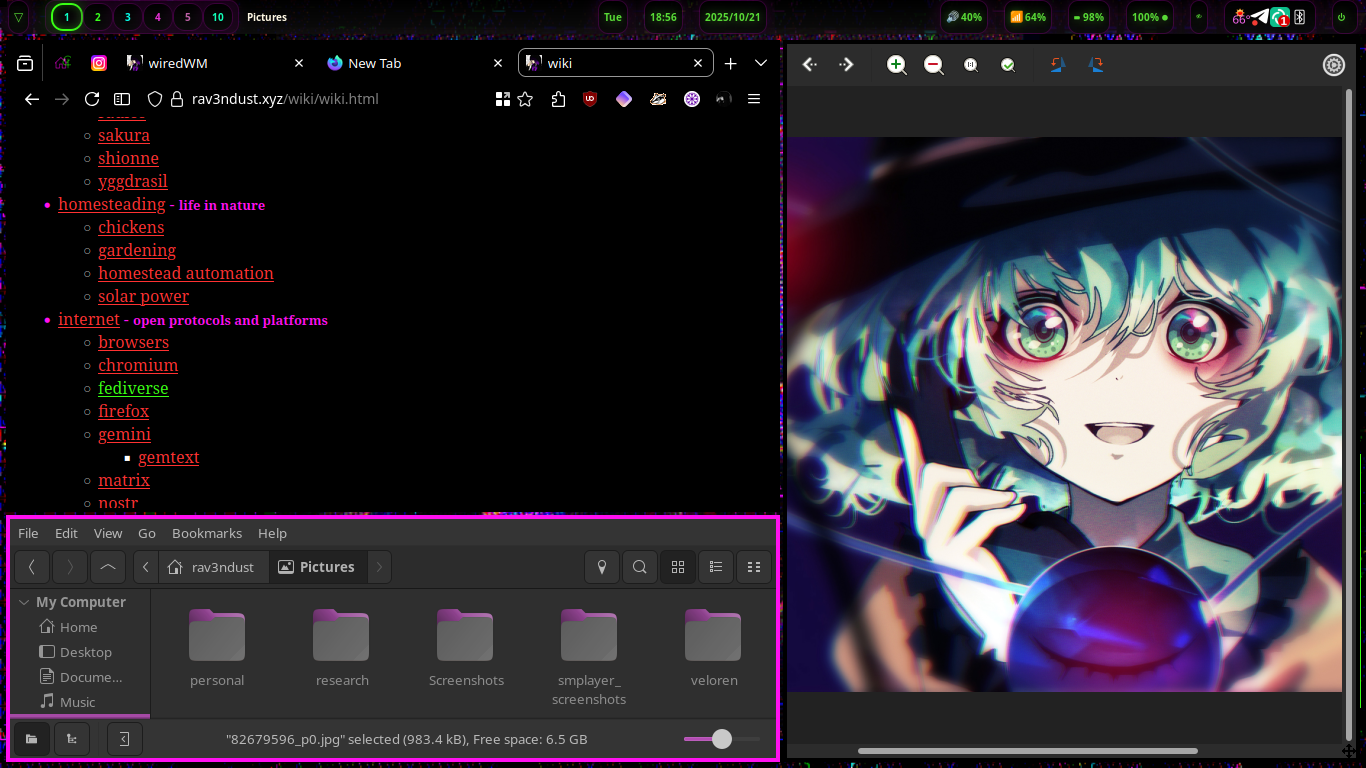 1 2 3 4 5 10 Pictures
Tue 18:56 2025/10/21
40% 64% 98% 100%
66°
1
wiredWM
New Tab
wiki
rav3ndust.xyz/wiki/wiki.html
sakura
shionne
yggdrasil
homesteading - life in nature
chickens
gardening
homestead automation
solar power
internet - open protocols and platforms
browsers
chromium
fediverse
firefox
gemini
gemtext
matrix
nostr
File Edit View Go Bookmarks Help
rav3ndust Pictures
My Computer
Home
Desktop
Docume...
Music
personal
research
Screenshots
smplayer_
screenshots
veloren
"82679596_p0.jpg" selected (983.4 kB), Free space: 6.5 GB